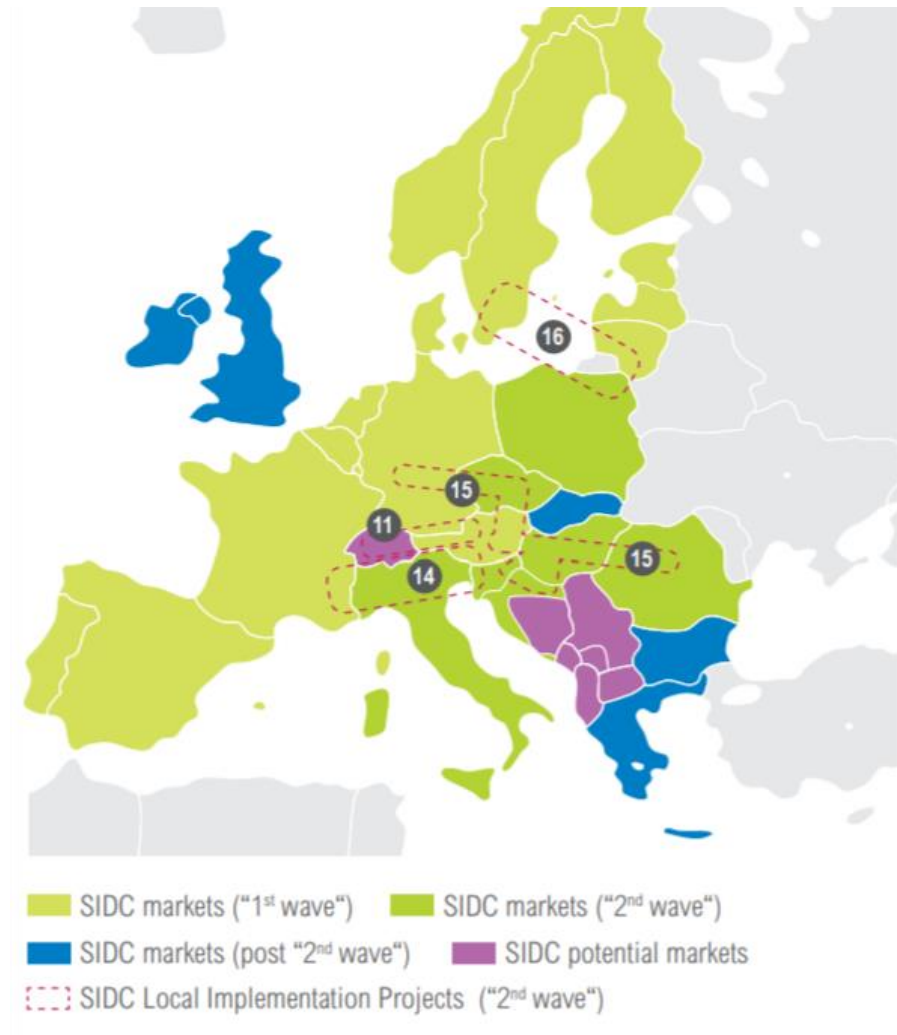 16
15
11
15
14
SIDC markets (“1st wave“) SIDC markets (“2nd wave“)
SIDC markets (post “2nd wave“) SIDC potential markets
SIDC Local Implementation Projects (“2nd wave“)